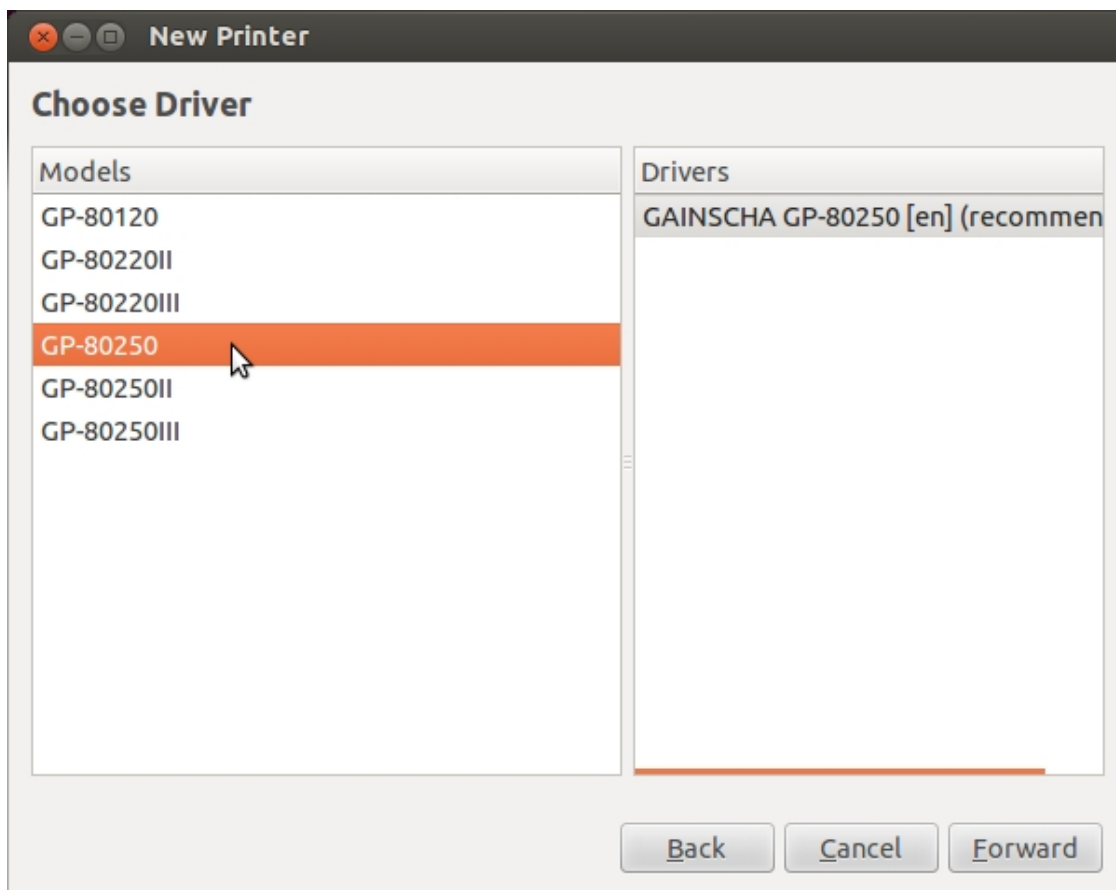 New Printer
Choose Driver
Models
GP-80120
GP-80220II
GP-80220III
GP-80250
GP-80250II
GP-80250III
Drivers
GAINSCHA GP-80250 [en] (recommen
Back
Cancel
Forward